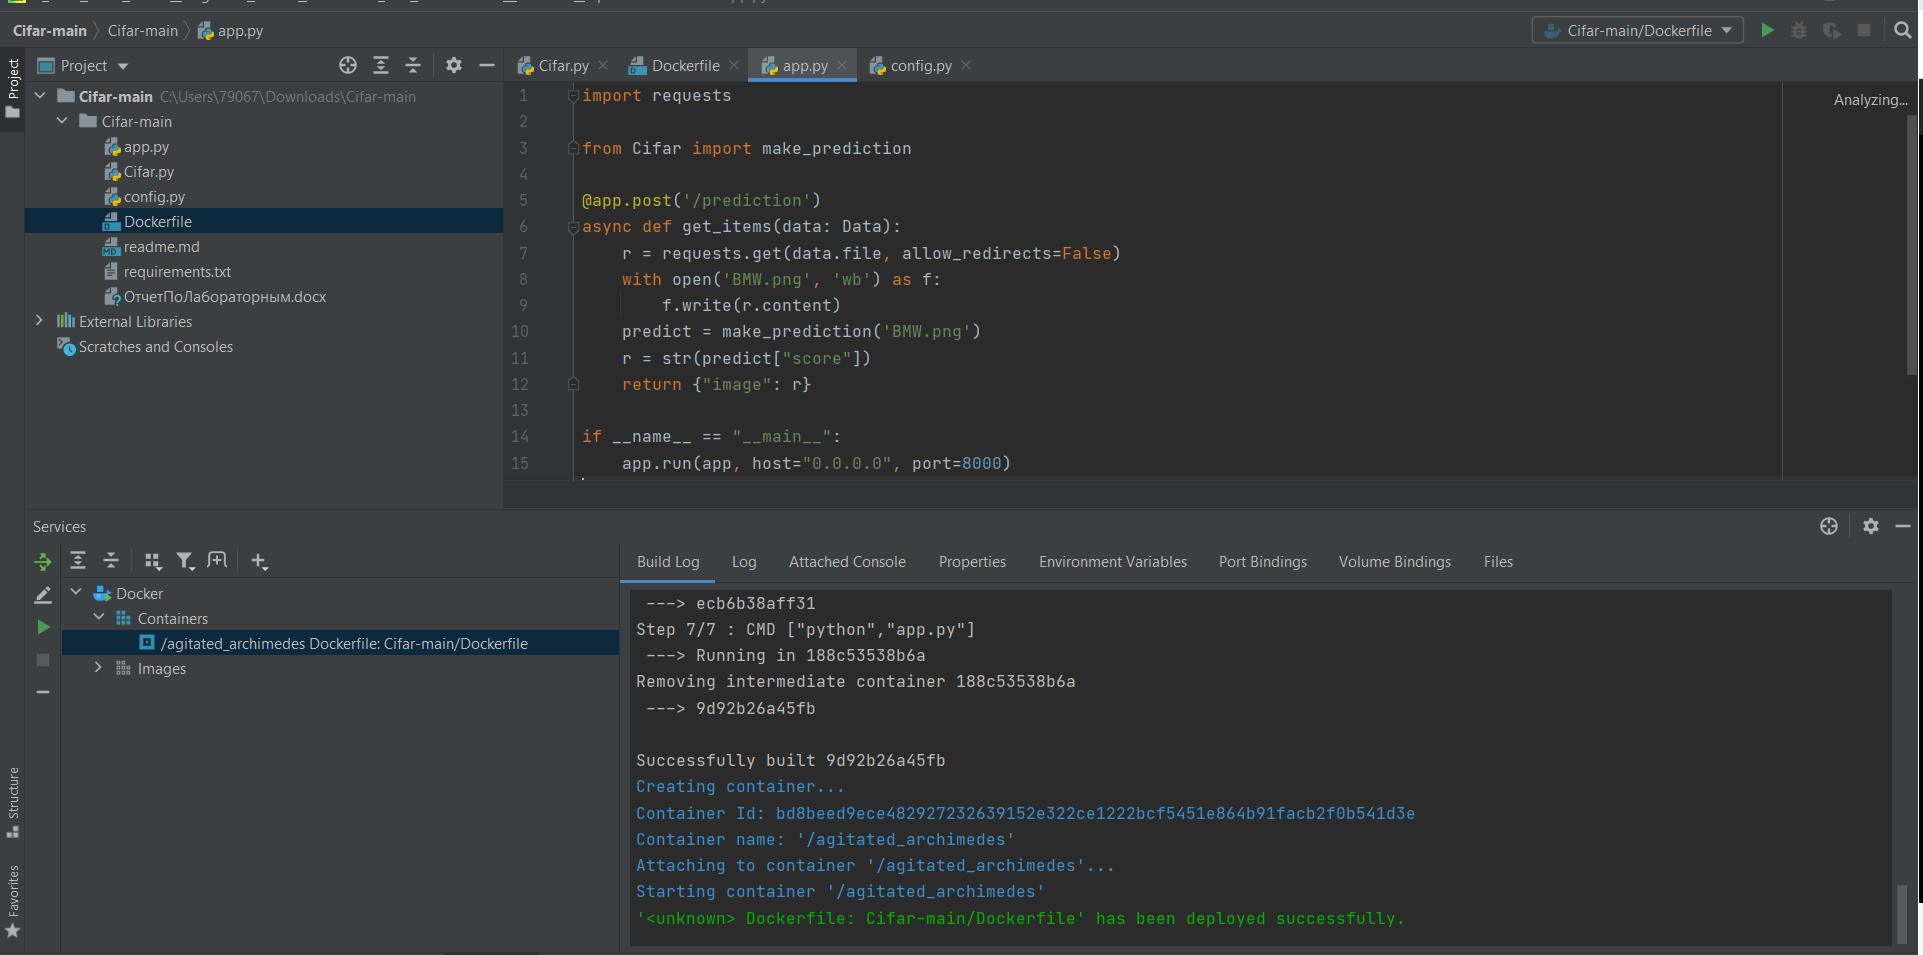 Cifar-main Cifar-main app.py
Cifar-main/Dockerfile
Project
Project
Cifar-main C:\Users\79067\Downloads\Cifar-main
Cifar-main
app.py
Cifar.py
config.py
Dockerfile
readme.md
requirements.txt
ОтчетПоЛабораторным.docx
External Libraries
Scratches and Consoles
Cifar.py Dockerfile app.py config.py
Analyzing...
1 import requests
2
3 from Cifar import make_prediction
4
5 @app.post('/prediction')
6 async def get_items(data: Data):
7 r = requests.get(data.file, allow_redirects=False)
8 with open('BMW.png', 'wb') as f:
9 f.write(r.content)
10 predict = make_prediction('BMW.png')
11 r = str(predict["score"])
12 return {"image": r}
13
14 if __name__ == "__main__":
15 app.run(app, host="0.0.0.0", port=8000)
Services
Docker
Containers
/agitated_archimedes Dockerfile: Cifar-main/Dockerfile
Images
Structure
Favorites
Build Log Log Attached Console Properties Environment Variables Port Bindings Volume Bindings Files
---> ecb6b38aff31
Step 7/7 : CMD ["python","app.py"]
---> Running in 188c53538b6a
Removing intermediate container 188c53538b6a
---> 9d92b26a45fb
Successfully built 9d92b26a45fb
Creating container...
Container Id: bd8beed9ece482927232639152e322ce1222bcf5451e864b91facb2f0b541d3e
Container name: '/agitated_archimedes'
Attaching to container '/agitated_archimedes'...
Starting container '/agitated_archimedes'
'<unknown> Dockerfile: Cifar-main/Dockerfile' has been deployed successfully.